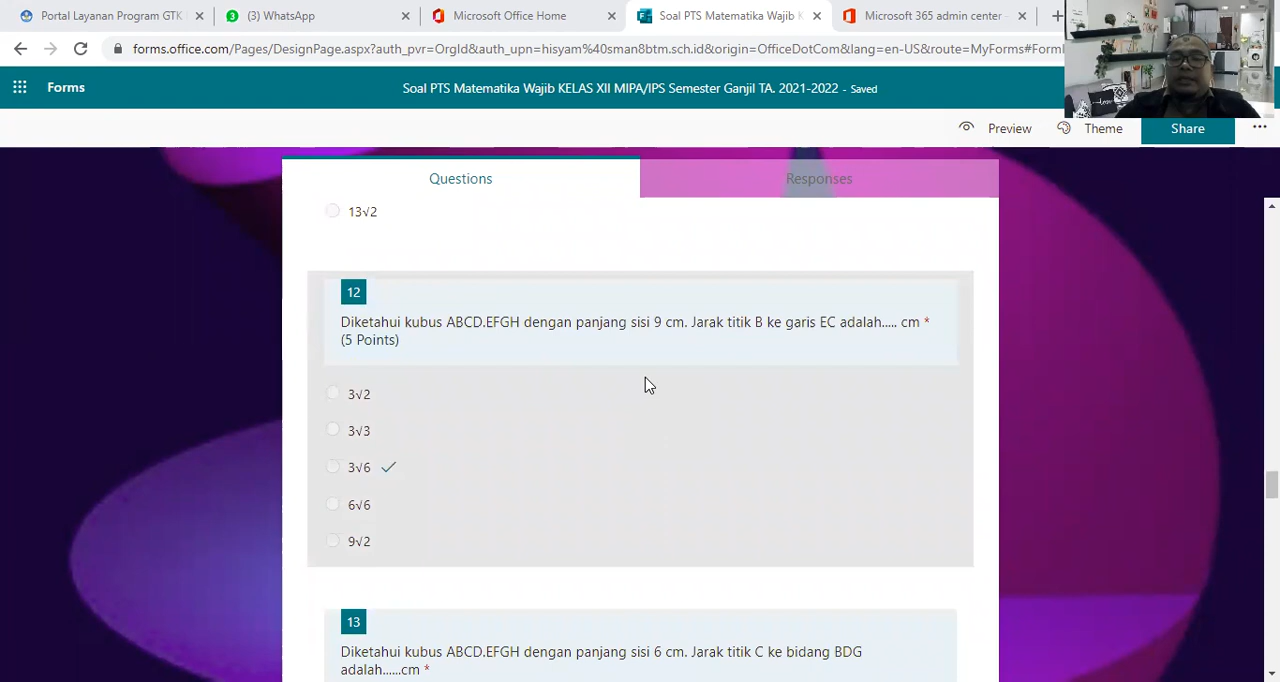 Portal Layanan Program GTK
(3) WhatsApp
Microsoft Office Home
Soal PTS Matematika Wajib K
Microsoft 365 admin center
forms.office.com/Pages/DesignPage.aspx?auth_pvr=OrgId&auth_upn=hisyam%40sman8btm.sch.id&origin=OfficeDotCom&lang=en-US&route=MyForms#FormI
Forms
Soal PTS Matematika Wajib KELAS XII MIPA/IPS Semester Ganjil TA. 2021-2022 - Saved
Preview
Theme
Share
Questions
Responses
13√2
12
Diketahui kubus ABCD.EFGH dengan panjang sisi 9 cm. Jarak titik B ke garis EC adalah..... cm *
(5 Points)
3√2
3√3
3√6
6√6
9√2
13
Diketahui kubus ABCD.EFGH dengan panjang sisi 6 cm. Jarak titik C ke bidang BDG
adalah......cm *